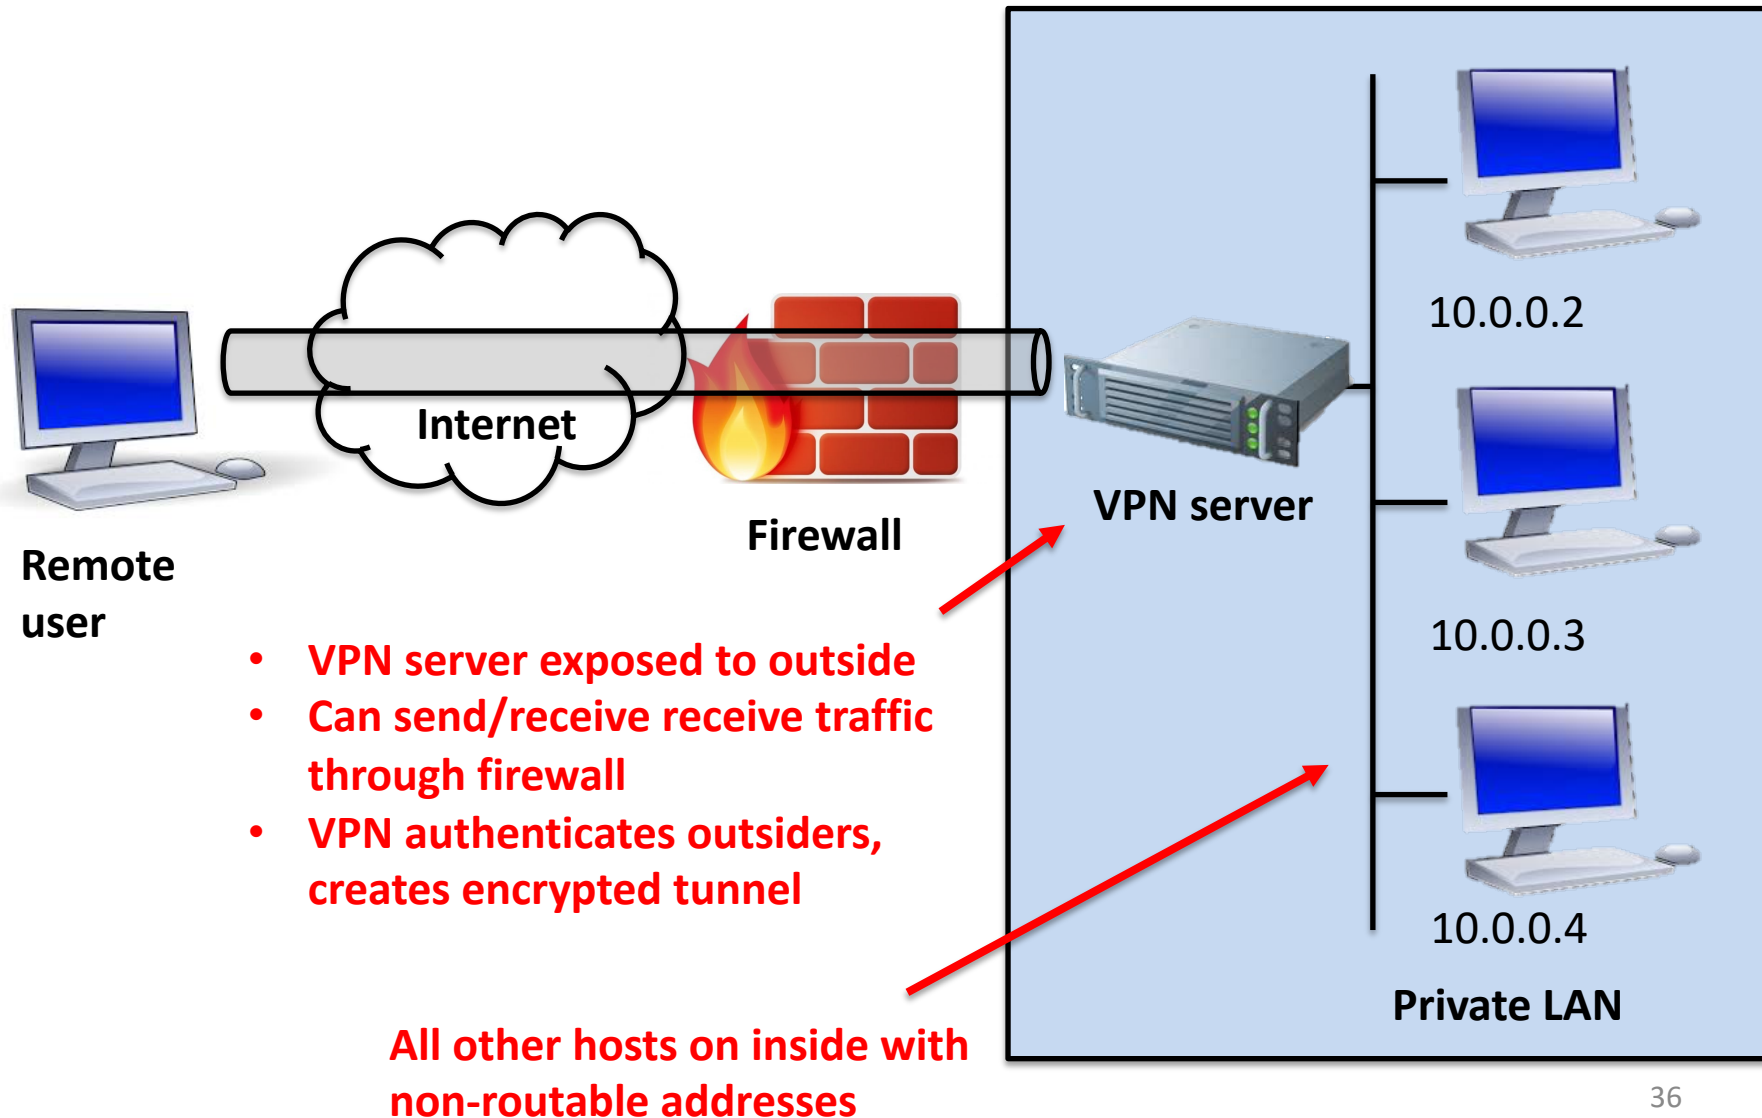 10.0.0.2
Internet
VPN server
Firewall
Remote
user
10.0.0.3
• VPN server exposed to outside
• Can send/receive receive traffic
through firewall
• VPN authenticates outsiders,
creates encrypted tunnel
10.0.0.4
Private LAN
All other hosts on inside with
non-routable addresses
36